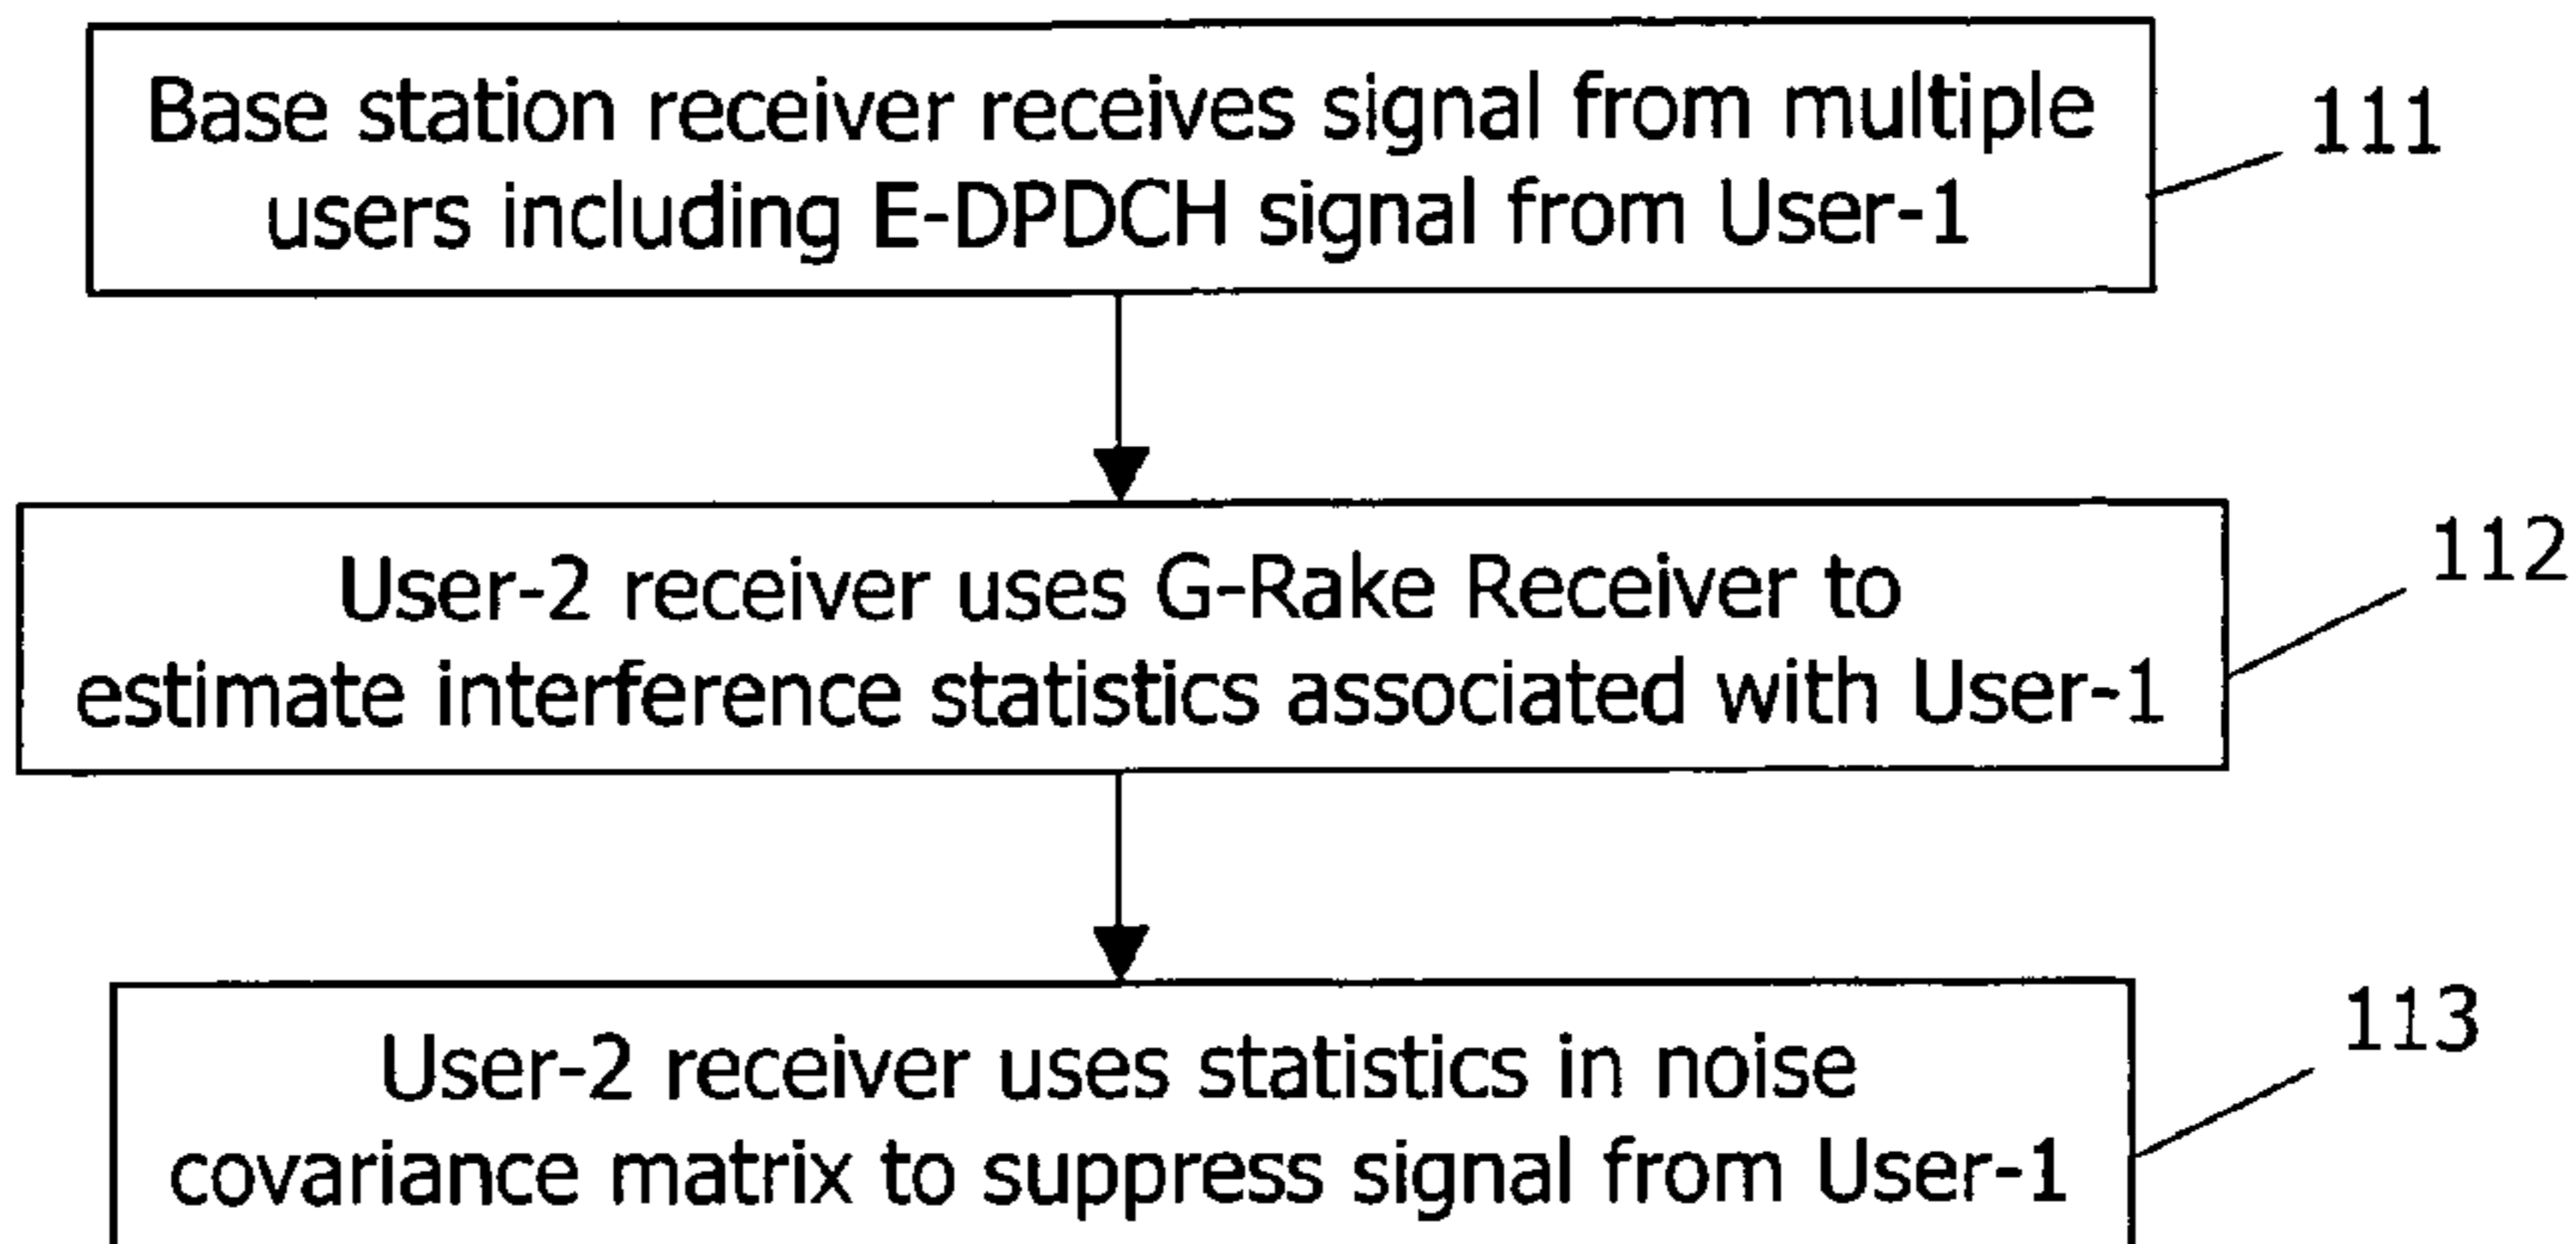 Base station receiver receives signal from multiple
users including E-DPDCH signal from User-1
111
User-2 receiver uses G-Rake Receiver to
estimate interference statistics associated with User-1
112
User-2 receiver uses statistics in noise
covariance matrix to suppress signal from User-1
113